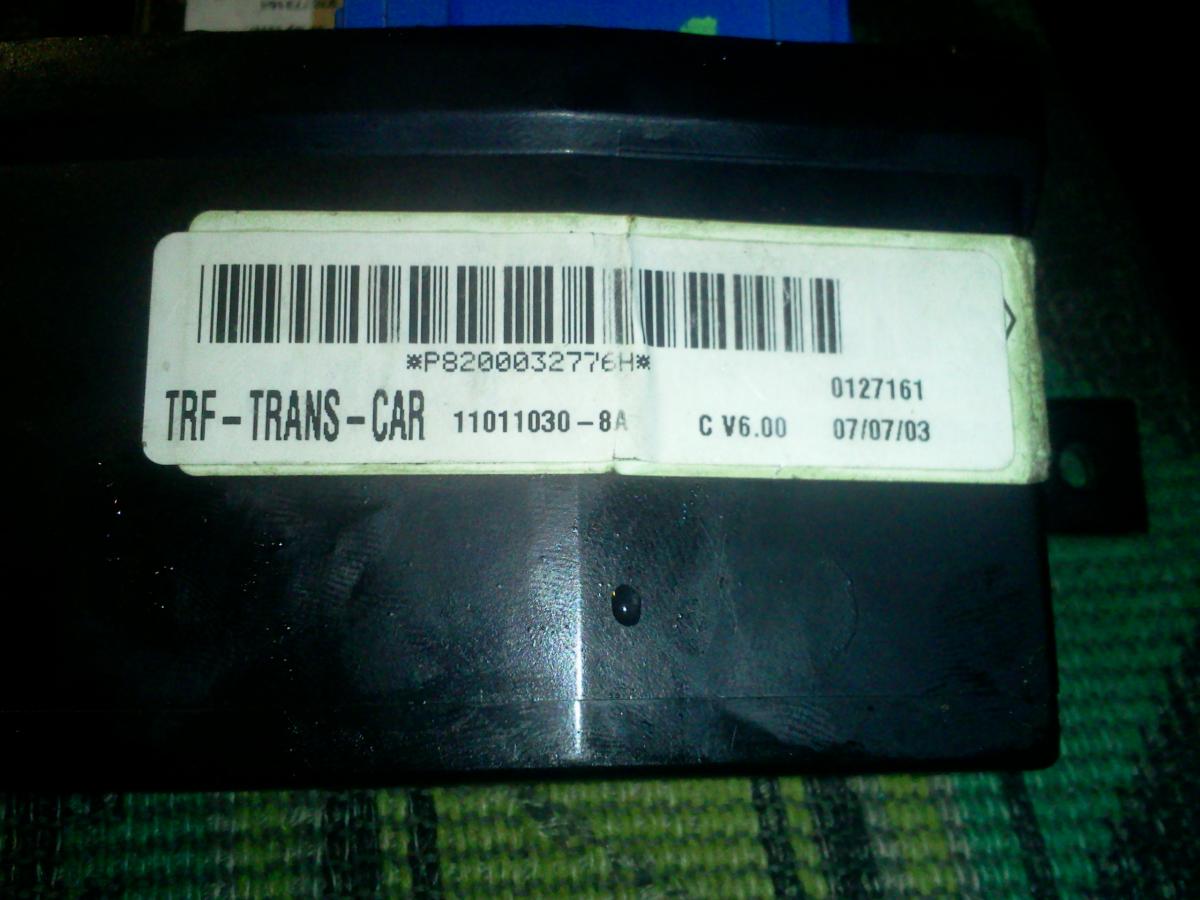 *P8200032776H*
0127161
TRF-TRANS-CAR 11011030-8A C V6.00 07/07/03